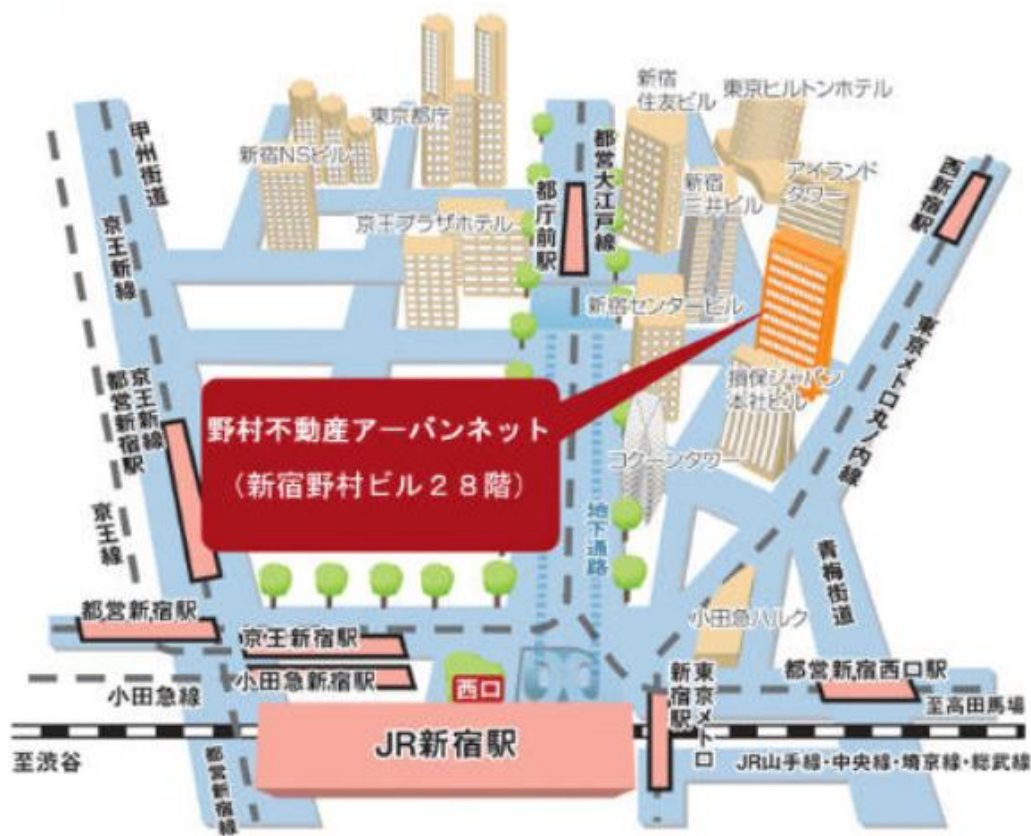 新宿
住友ビル
東京ヒルトンホテル
東京都庁
新宿NSビル
甲州街道
都営大江戸線
都庁前駅
新宿
三井ビル
アイランド
タワー
西新宿駅
京王プラザホテル
京王新線
新宿センタービル
東京メトロ丸ノ内線
損保ジャパン
本社ビル
京王新線
都営新宿駅
野村不動産アーバンネット
（新宿野村ビル２８階）
コクーンタワー
京王線
地下通路
青梅街道
都営新宿駅
京王新宿駅
小田急ハルク
小田急新宿駅
西口
東京メトロ
新宿駅
都営新宿西口駅
小田急線
至高田馬場
JR新宿駅
至渋谷
都営新宿線
JR山手線・中央線・埼京線・総武線